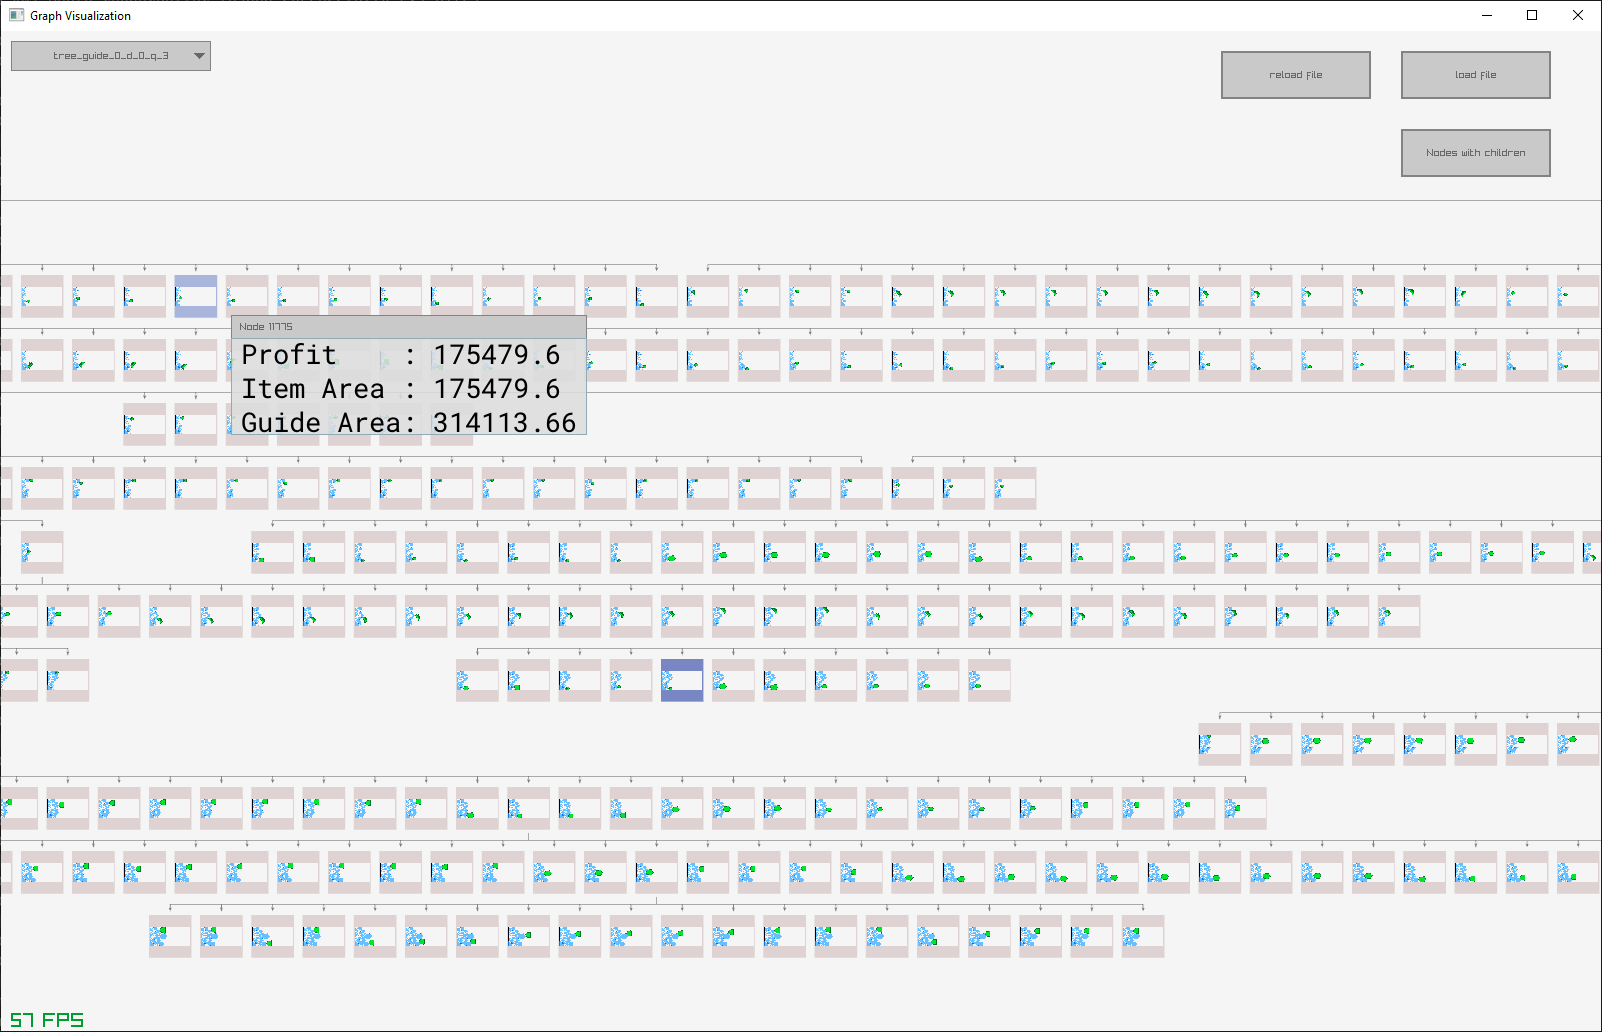 Graph Visualization
tree_guide_0_d_0_q_3
reload file
load file
Nodes with children
Node 11775
Profit : 175479.6
Item Area : 175479.6
Guide Area: 314113.66
57 FPS